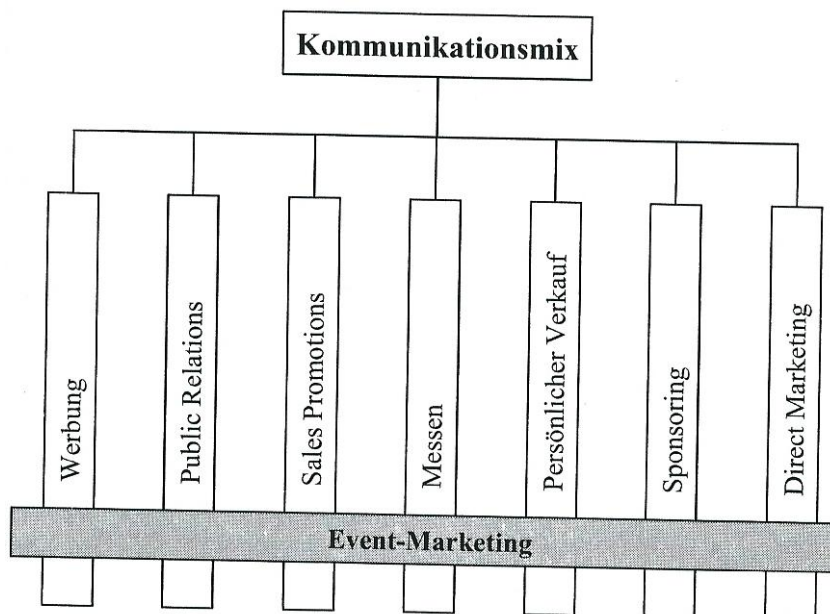 Kommunikationsmix
Werbung
Public Relations
Sales Promotions
Messen
Persönlicher Verkauf
Sponsoring
Direct Marketing
Event-Marketing